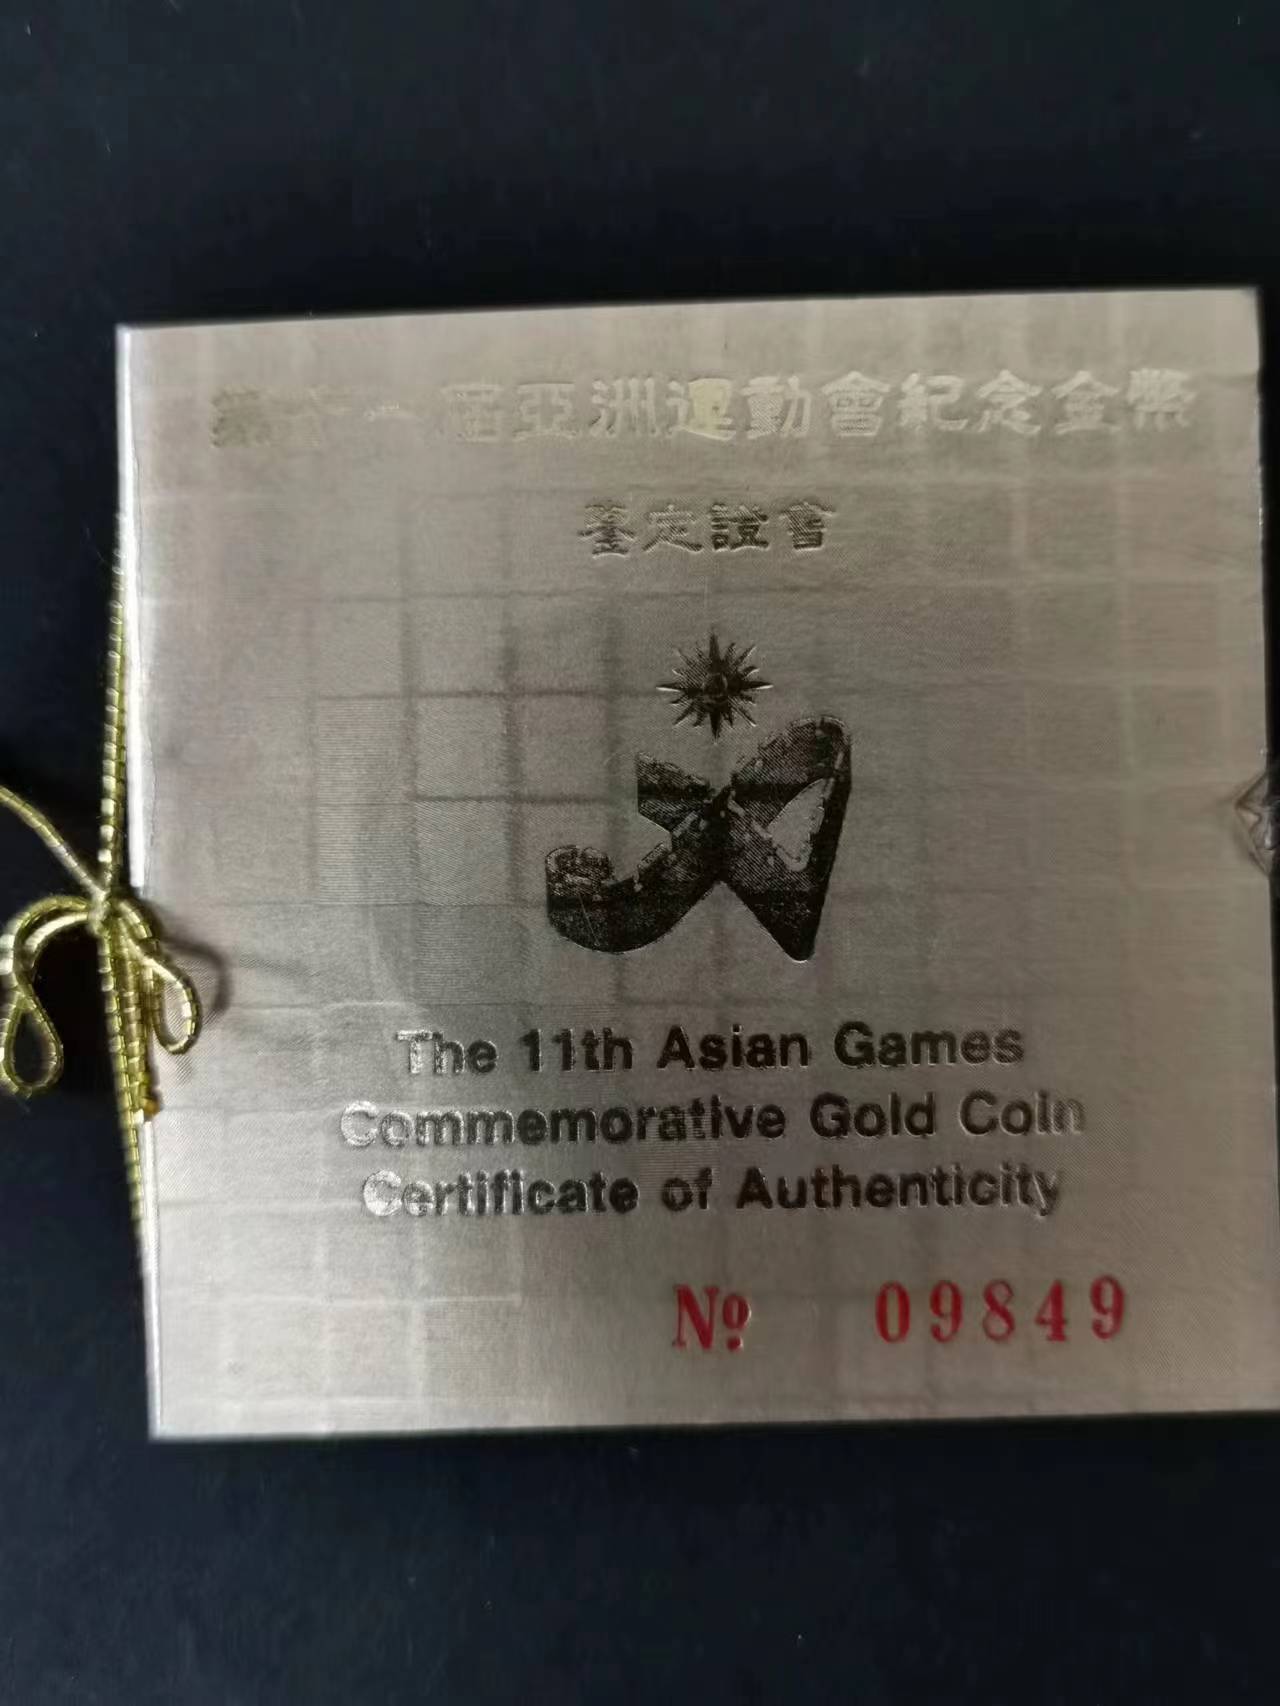 第十一屆亞洲運動會紀念金幣
鑒定證書
The 11th Asian Games
Commemorative Gold Coin
Certificate of Authenticity
№ 09849